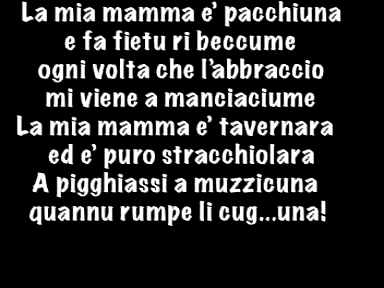 La mia mamma e' pacchiuna
e fa fietu ri beccume
ogni volta che l'abbraccio
mi viene a manciaciume
La mia mamma e' tavernara
ed e' puro stracchiolara
A pigghiassi a muzzicuna
quannu rumpe li cug...una!